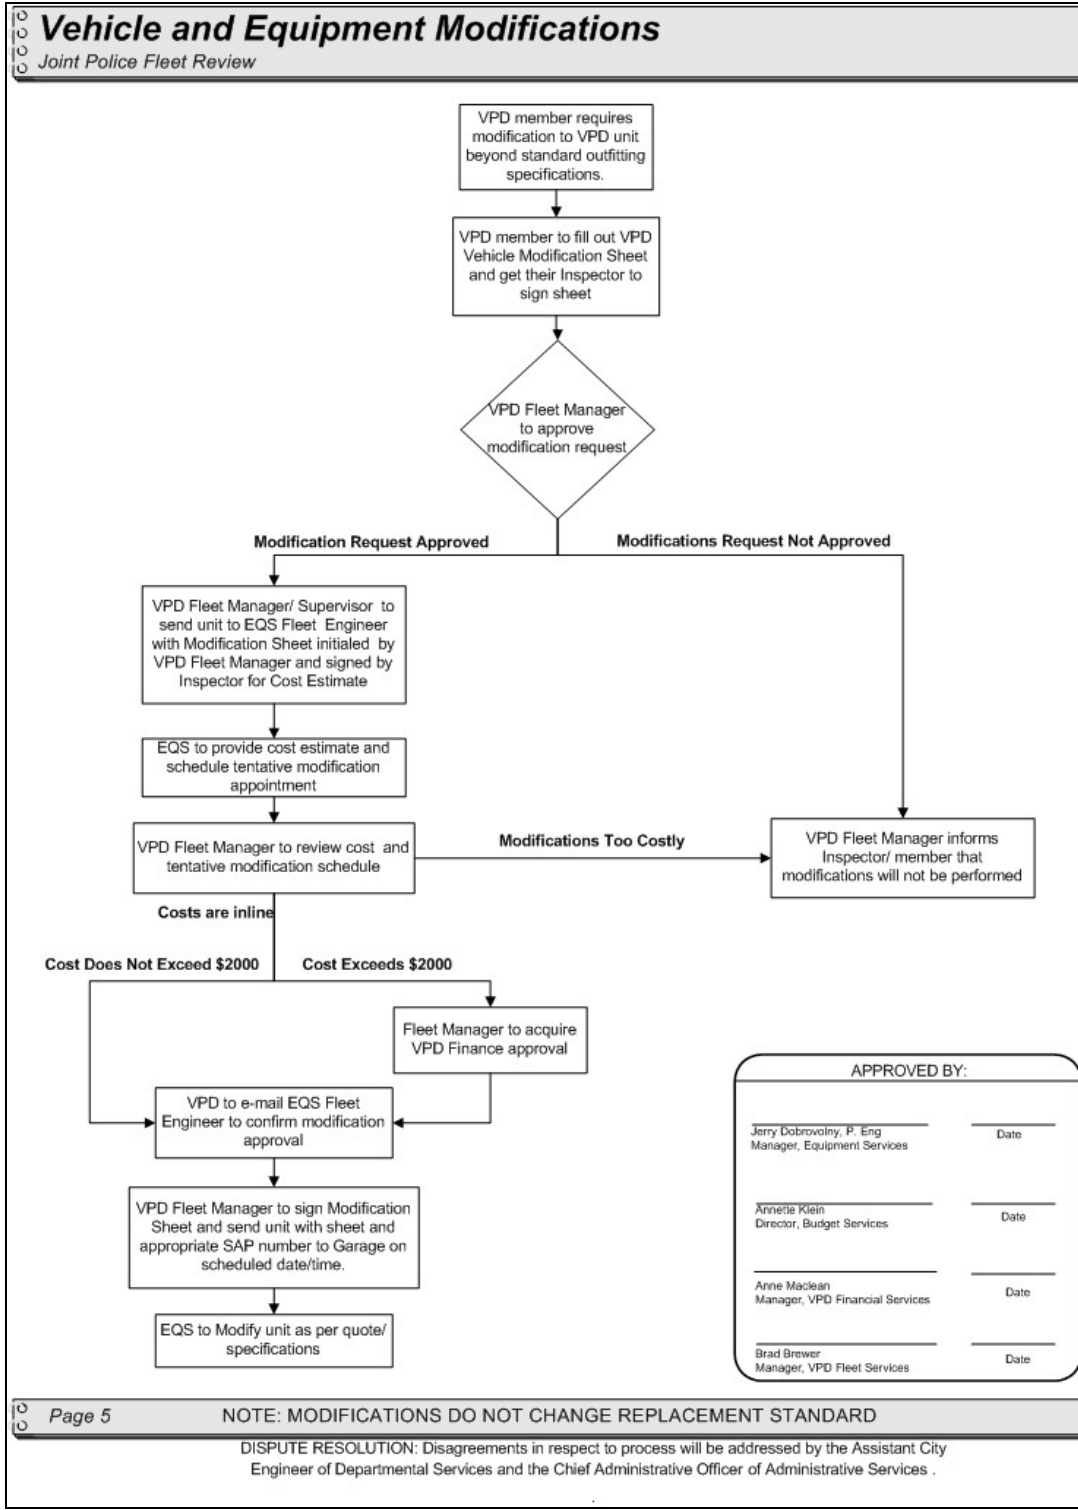 Vehicle and Equipment Modifications
Joint Police Fleet Review
VPD member requires
modification to VPD unit
beyond standard outfitting
specifications.
VPD member to fill out VPD
Vehicle Modification Sheet
and get their Inspector to
sign sheet
VPD Fleet Manager
to approve
modification request
Modification Request Approved
Modifications Request Not Approved
VPD Fleet Manager/ Supervisor to
send unit to EQS Fleet Engineer
with Modification Sheet initialed by
VPD Fleet Manager and signed by
Inspector for Cost Estimate
EQS to provide cost estimate and
schedule tentative modification
appointment
VPD Fleet Manager to review cost and
tentative modification schedule
Modifications Too Costly
VPD Fleet Manager informs
Inspector/ member that
modifications will not be performed
Costs are inline
Cost Does Not Exceed $2000
Cost Exceeds $2000
Fleet Manager to acquire
VPD Finance approval
VPD to e-mail EQS Fleet
Engineer to confirm modification
approval
VPD Fleet Manager to sign Modification
Sheet and send unit with sheet and
appropriate SAP number to Garage on
scheduled date/time.
EQS to Modify unit as per quote/
specifications
APPROVED BY:
Jerry Dobrovolny, P. Eng
Manager, Equipment Services
Date
Annette Klein
Director, Budget Services
Date
Anne Maclean
Manager, VPD Financial Services
Date
Brad Brewer
Manager, VPD Fleet Services
Date
Page 5
NOTE: MODIFICATIONS DO NOT CHANGE REPLACEMENT STANDARD
DISPUTE RESOLUTION: Disagreements in respect to process will be addressed by the Assistant City
Engineer of Departmental Services and the Chief Administrative Officer of Administrative Services .